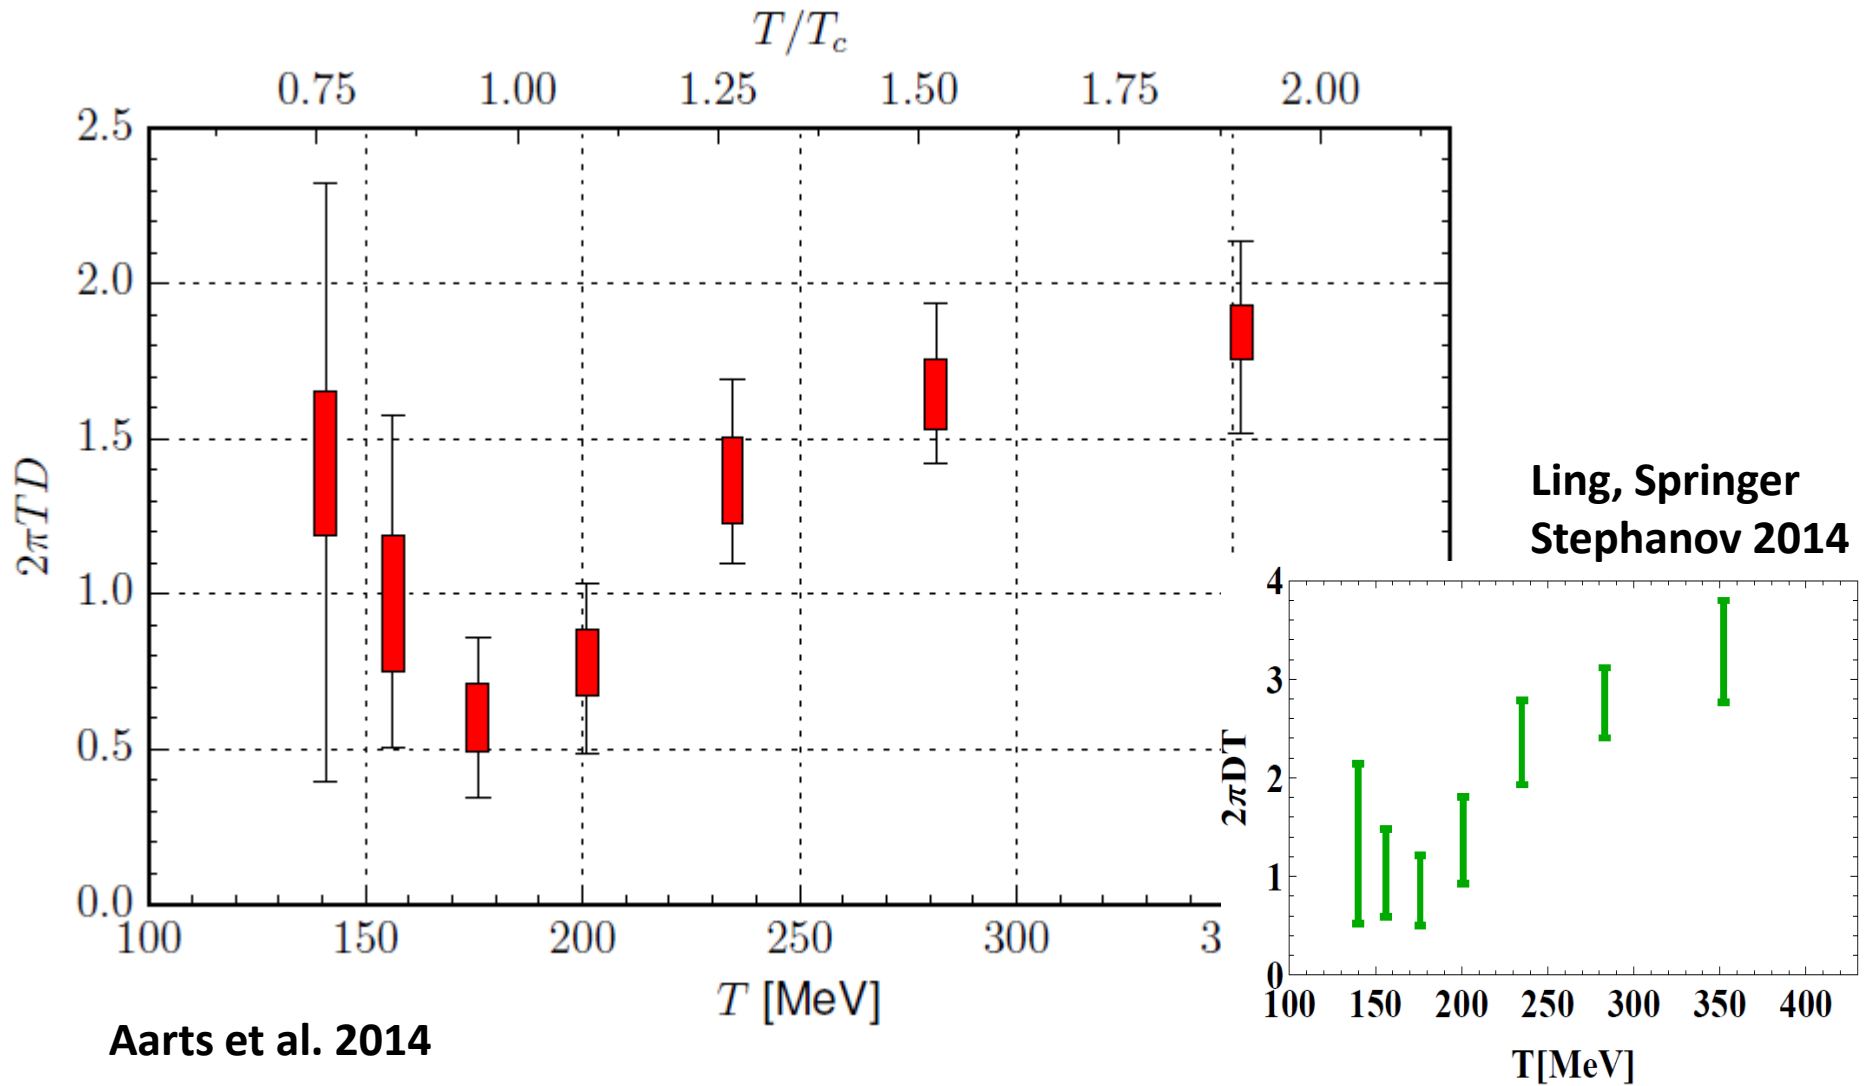 T/T_c
0.75 1.00 1.25 1.50 1.75 2.00
2.5
2.0
1.5
1.0
0.5
0.0
2πTD
100 150 200 250 300 3
T [MeV]
Aarts et al. 2014
Ling, Springer
Stephanov 2014
4
3
2
1
0
2πDT
100 150 200 250 300 350 400
T[MeV]